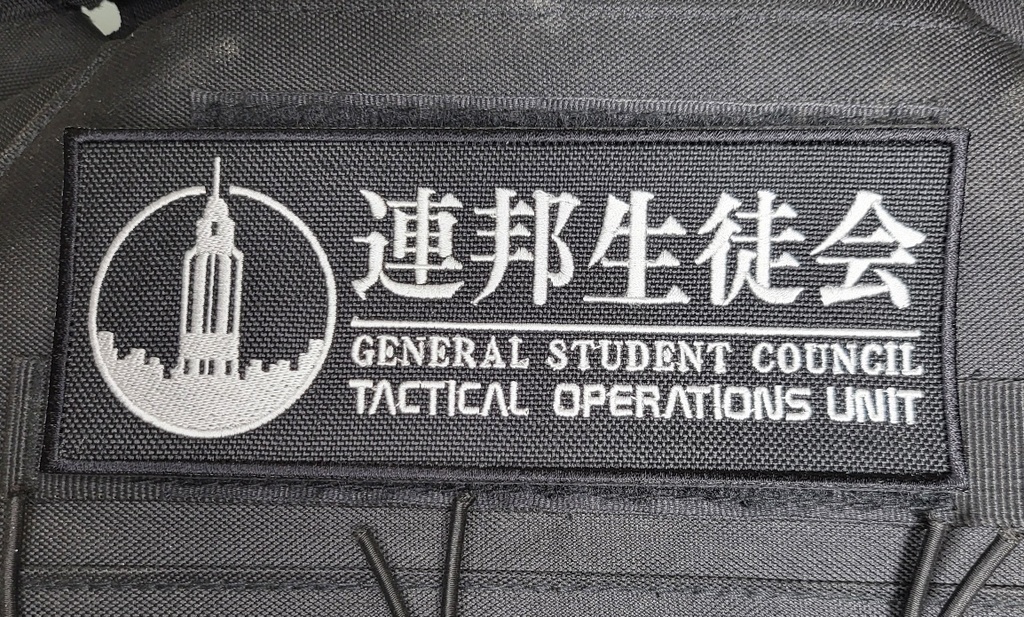 連邦生徒会
GENERAL STUDENT COUNCIL
TACTICAL OPERATIONS UNIT